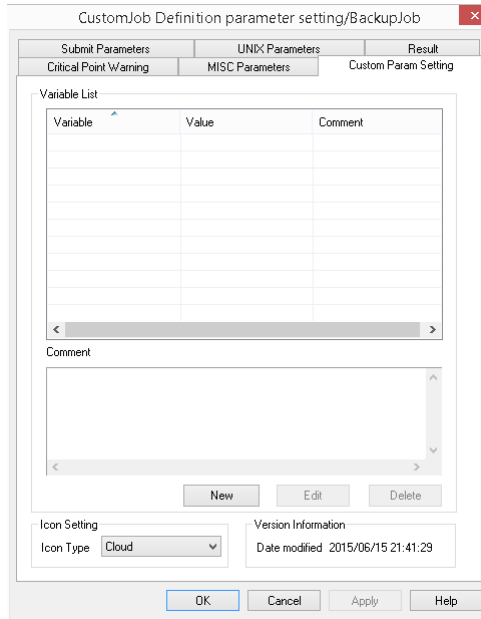 CustomJob Definition parameter setting/BackupJob
Submit Parameters UNIX Parameters Result
Critical Point Warning MISC Parameters Custom Param Setting
Variable List
Variable Value Comment
Comment
New Edit Delete
Icon Setting Version Information
Icon Type Cloud Date modified 2015/06/15 21:41:29
OK Cancel Apply Help